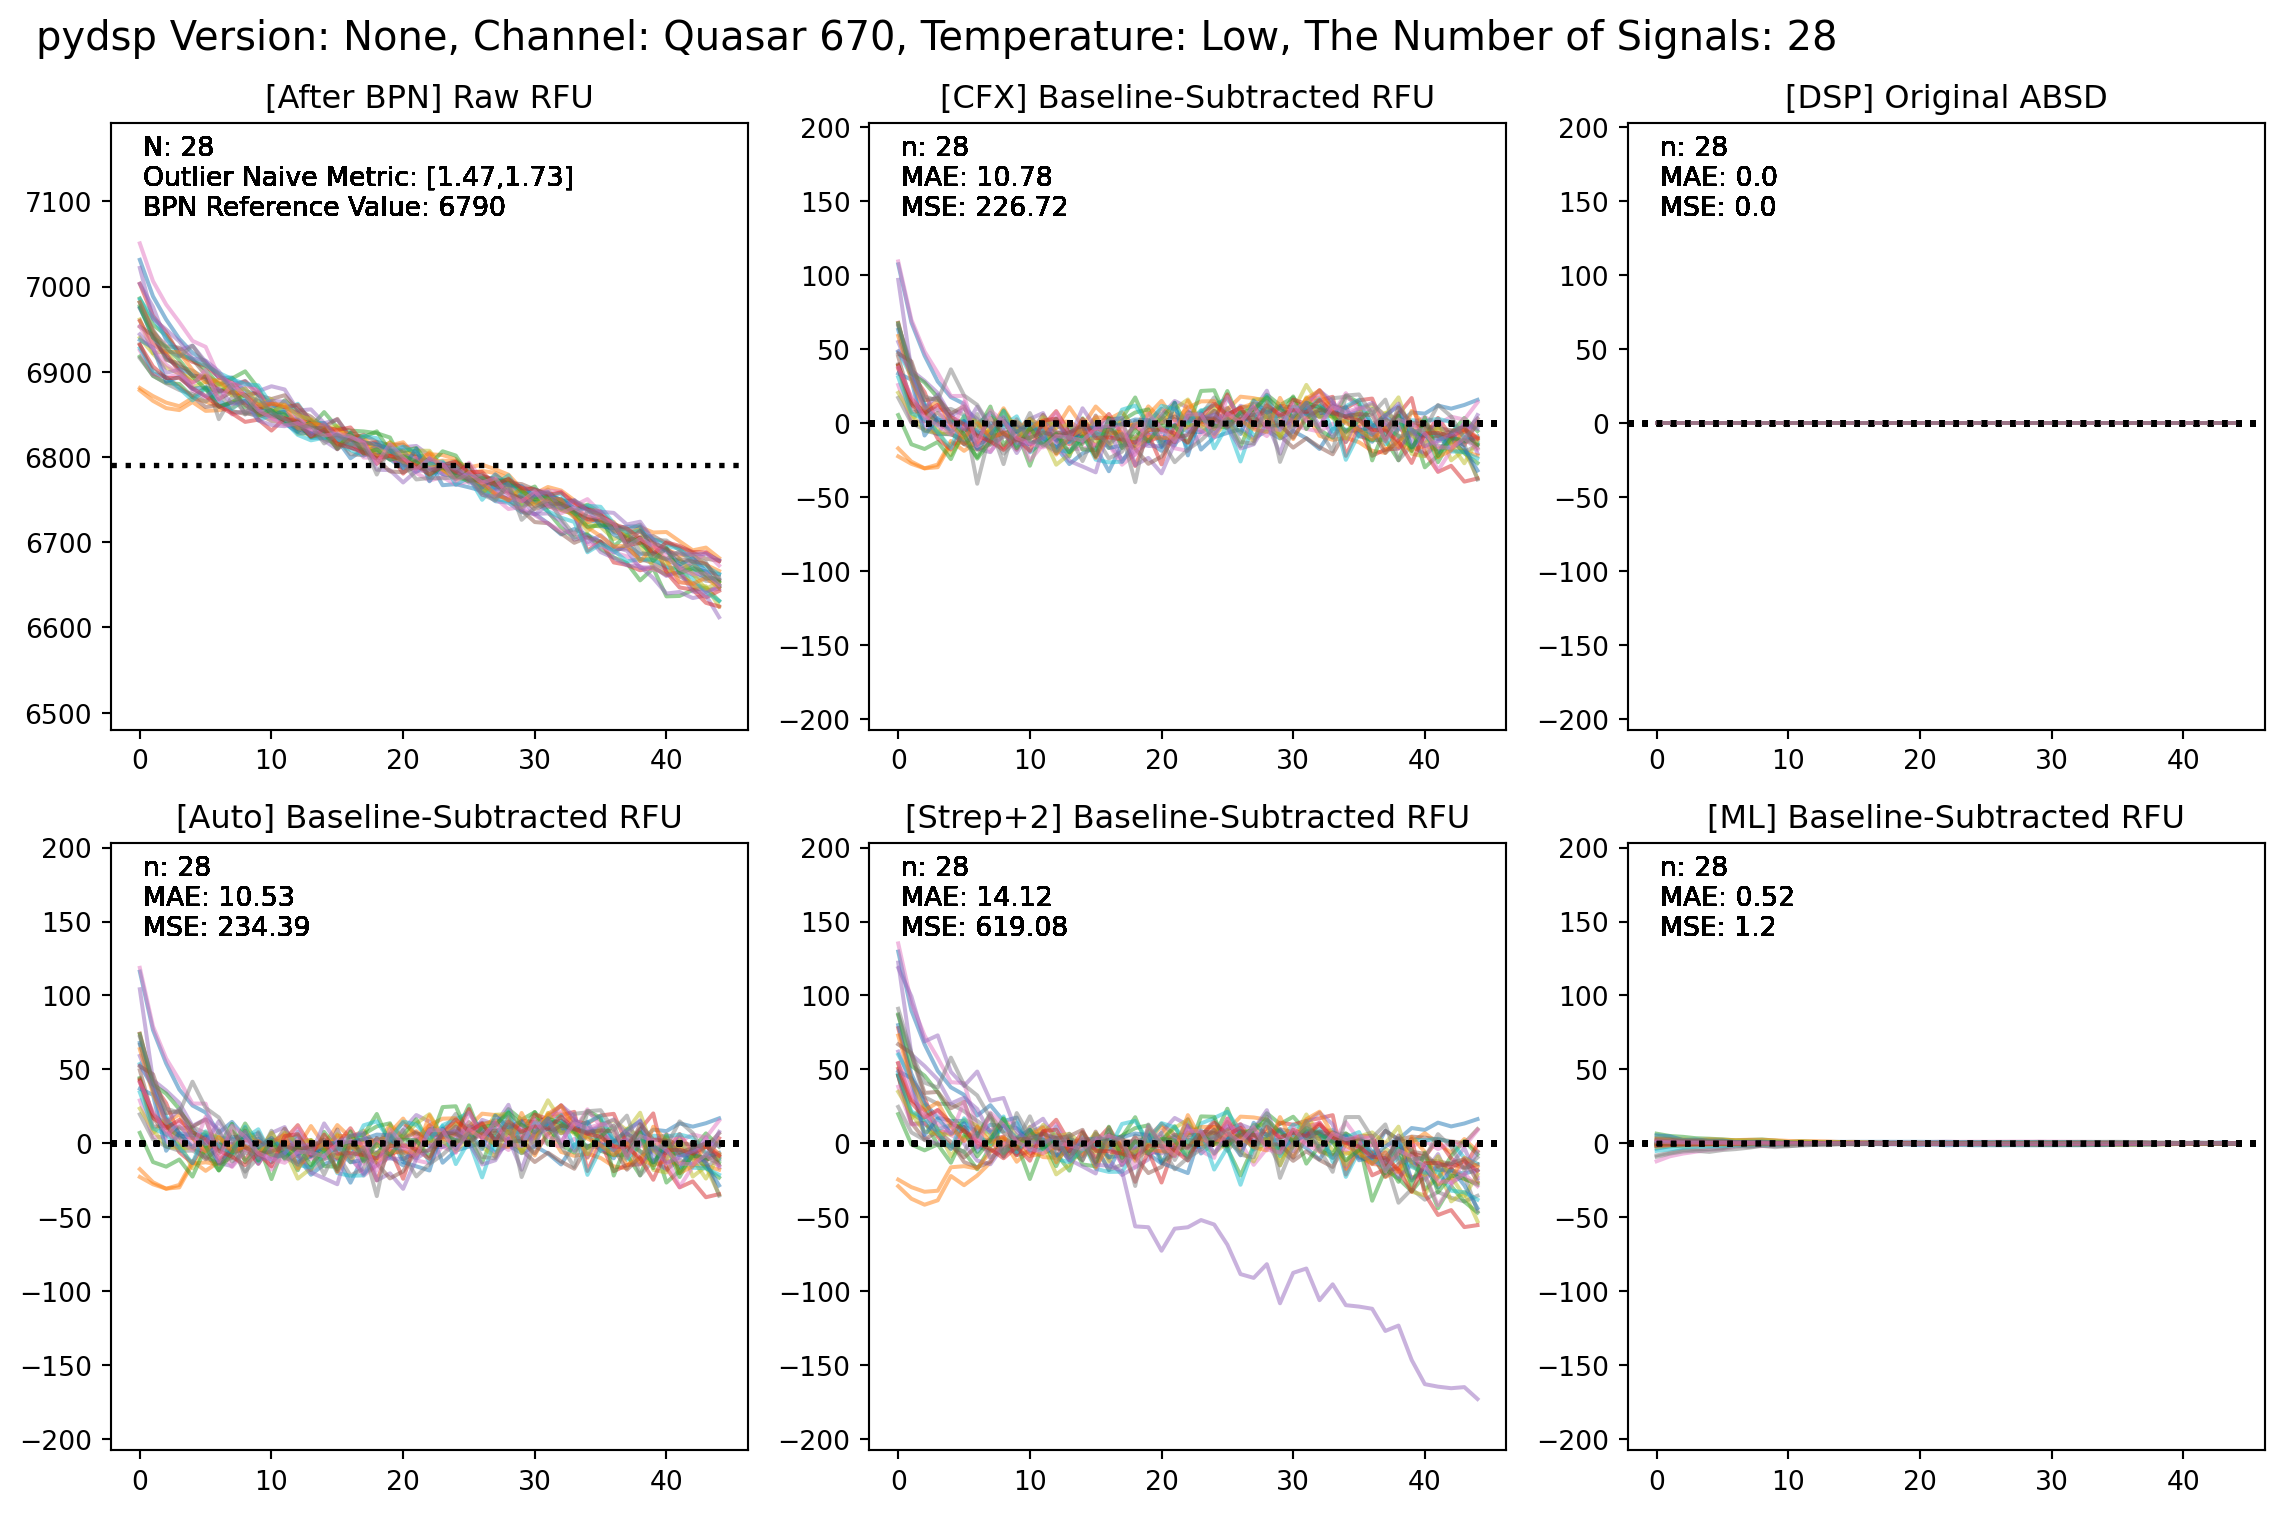 pydsp Version: None, Channel: Quasar 670, Temperature: Low, The Number of Signals: 28
[After BPN] Raw RFU
N: 28
Outlier Naive Metric: [1.47,1.73]
BPN Reference Value: 6790
7100
7000
6900
6800
6700
6600
6500
0 10 20 30 40
[CFX] Baseline-Subtracted RFU
n: 28
MAE: 10.78
MSE: 226.72
200
150
100
50
0
−50
−100
−150
−200
0 10 20 30 40
[DSP] Original ABSD
n: 28
MAE: 0.0
MSE: 0.0
200
150
100
50
0
−50
−100
−150
−200
0 10 20 30 40
[Auto] Baseline-Subtracted RFU
n: 28
MAE: 10.53
MSE: 234.39
200
150
100
50
0
−50
−100
−150
−200
0 10 20 30 40
[Strep+2] Baseline-Subtracted RFU
n: 28
MAE: 14.12
MSE: 619.08
200
150
100
50
0
−50
−100
−150
−200
0 10 20 30 40
[ML] Baseline-Subtracted RFU
n: 28
MAE: 0.52
MSE: 1.2
200
150
100
50
0
−50
−100
−150
−200
0 10 20 30 40